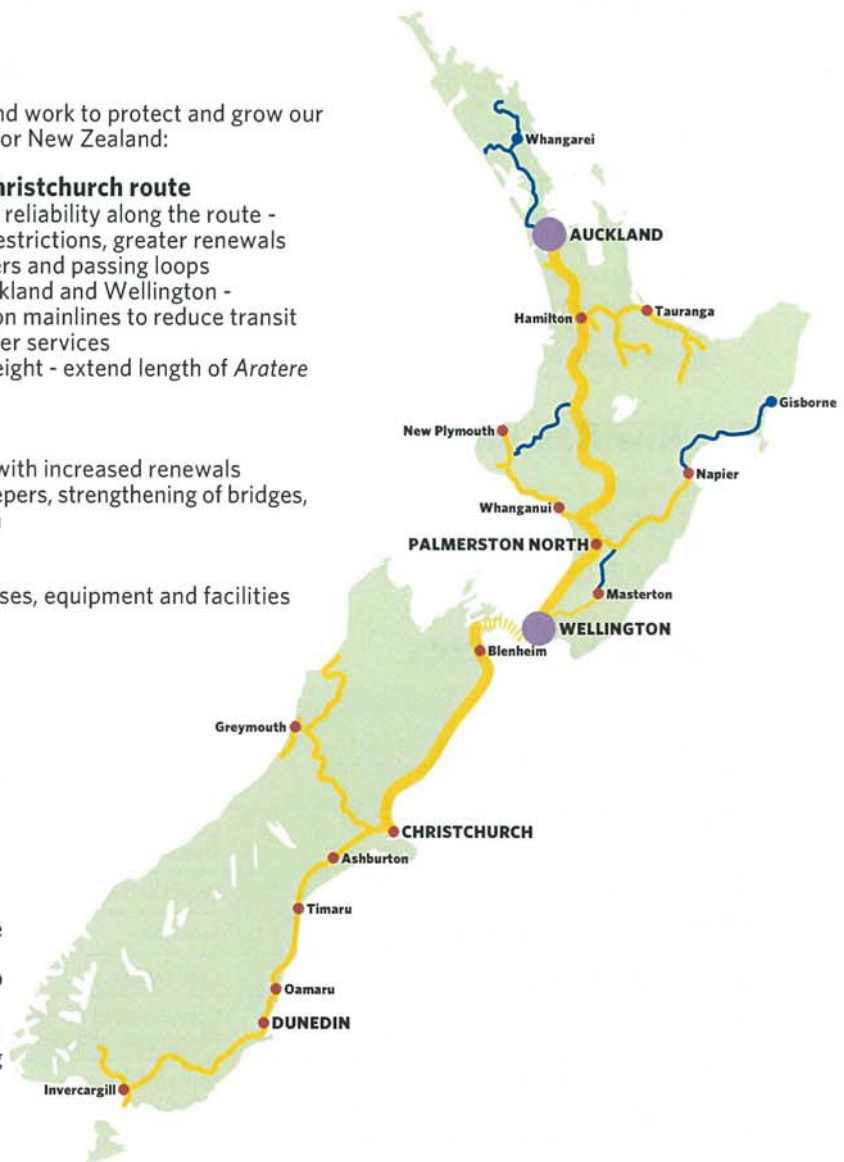 nd work to protect and grow our
or New Zealand:
hristchurch route
reliability along the route -
estrictions, greater renewals
ers and passing loops
kland and Wellington -
on mainlines to reduce transit
er services
eight - extend length of Aratere
with increased renewals
epers, strengthening of bridges,
ses, equipment and facilities
Whangarei
AUCKLAND
Hamilton
Tauranga
Gisborne
New Plymouth
Napier
Whanganui
PALMERSTON NORTH
Masterton
WELLINGTON
Blenheim
Greymouth
CHRISTCHURCH
Ashburton
Timaru
Oamaru
DUNEDIN
Invercargill